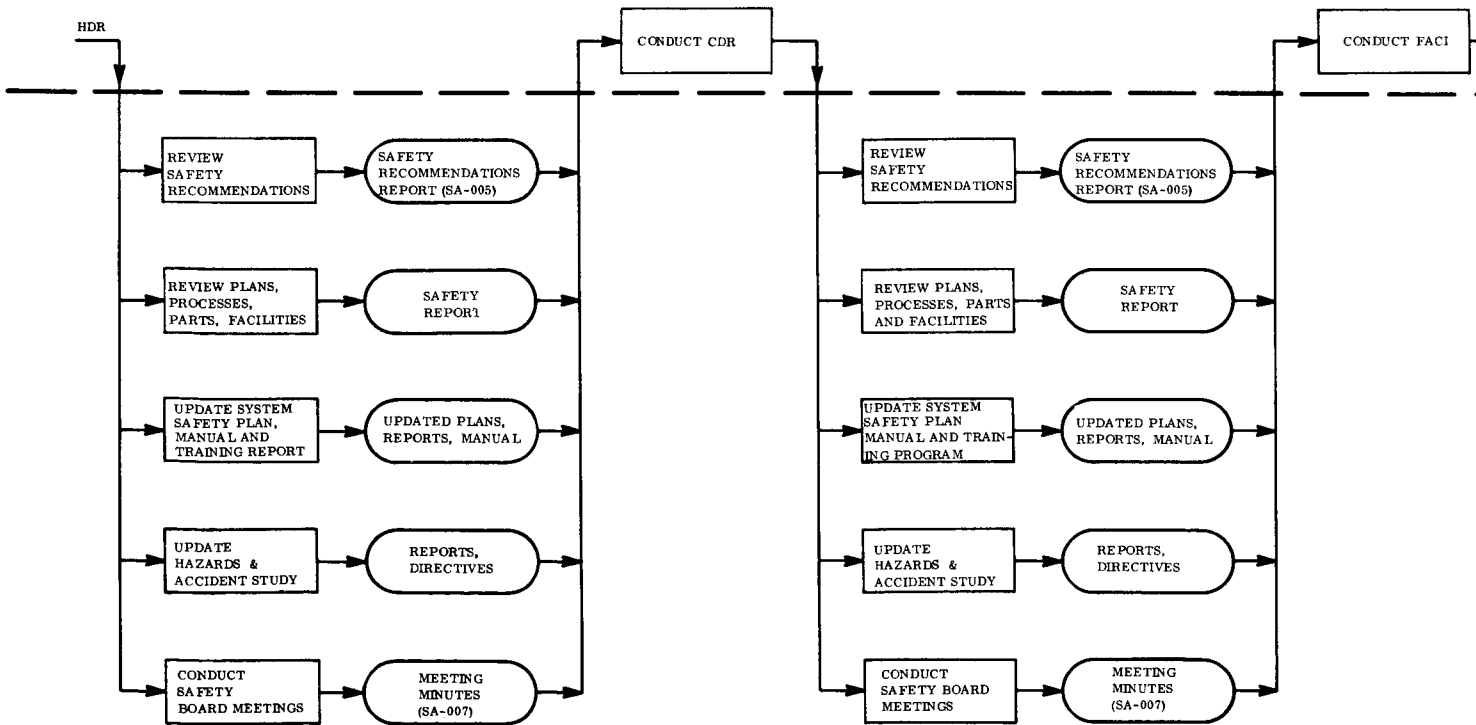 HDR
CONDUCT CDR
CONDUCT FACI
REVIEW
SAFETY
RECOMMENDATIONS
SAFETY
RECOMMENDATIONS
REPORT (SA-005)
REVIEW
SAFETY
RECOMMENDATIONS
SAFETY
RECOMMENDATIONS
REPORT (SA-005)
REVIEW PLANS,
PROCESSES,
PARTS, FACILITIES
SAFETY
REPORT
REVIEW PLANS,
PROCESSES, PARTS
AND FACILITIES
SAFETY
REPORT
UPDATE SYSTEM
SAFETY PLAN,
MANUAL AND
TRAINING REPORT
UPDATED PLANS,
REPORTS, MANUAL
UPDATE SYSTEM
SAFETY PLAN
MANUAL AND TRAIN-
ING PROGRAM
UPDATED PLANS,
REPORTS, MANUAL
UPDATE
HAZARDS &
ACCIDENT STUDY
REPORTS,
DIRECTIVES
UPDATE
HAZARDS &
ACCIDENT STUDY
REPORTS,
DIRECTIVES
CONDUCT
SAFETY
BOARD MEETINGS
MEETING
MINUTES
(SA-007)
CONDUCT
SAFETY BOARD
MEETINGS
MEETING
MINUTES
(SA-007)